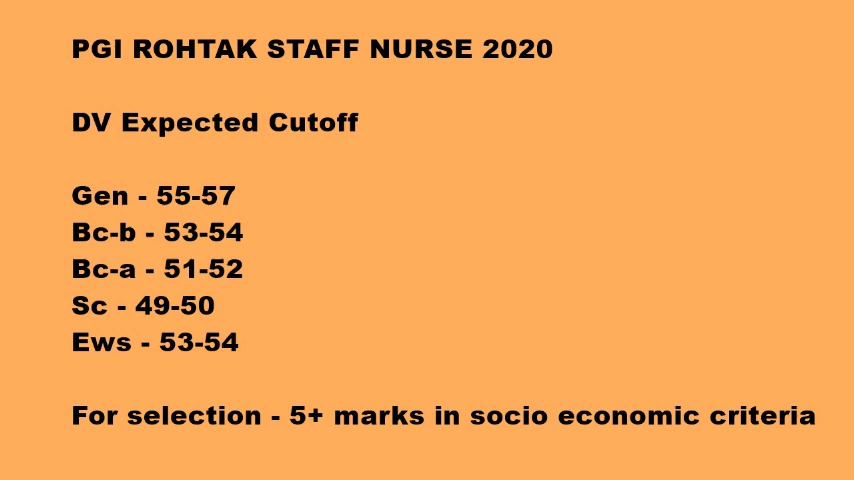 PGI ROHTAK STAFF NURSE 2020
DV Expected Cutoff
Gen - 55-57
Bc-b - 53-54
Bc-a - 51-52
Sc - 49-50
Ews - 53-54
For selection - 5+ marks in socio economic criteria